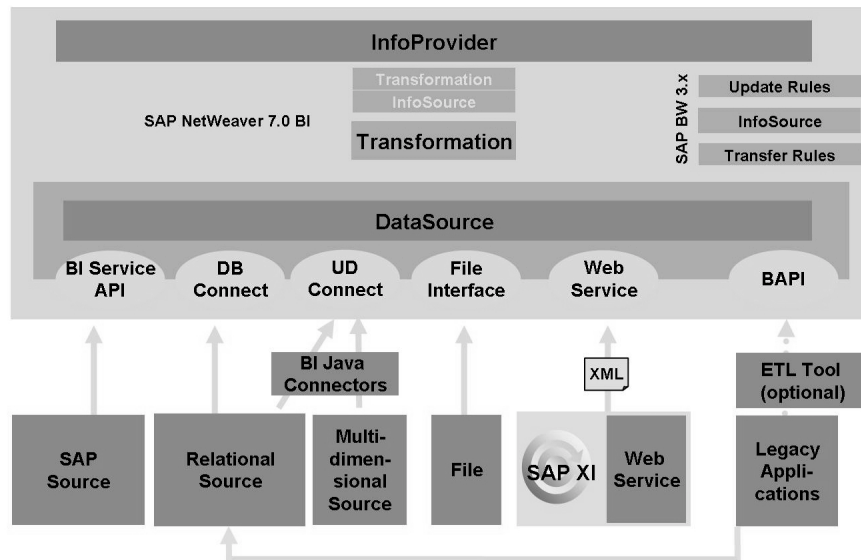 InfoProvider
Transformation
InfoSource
SAP NetWeaver 7.0 BI
Transformation
SAP BW 3.x
Update Rules
InfoSource
Transfer Rules
DataSource
BI Service
API
DB
Connect
UD
Connect
File
Interface
Web
Service
BAPI
BI Java
Connectors
XML
ETL Tool
(optional)
SAP
Source
Relational
Source
Multi-
dimen-
sional
Source
File
SAP XI
Web
Service
Legacy
Appli-
cations